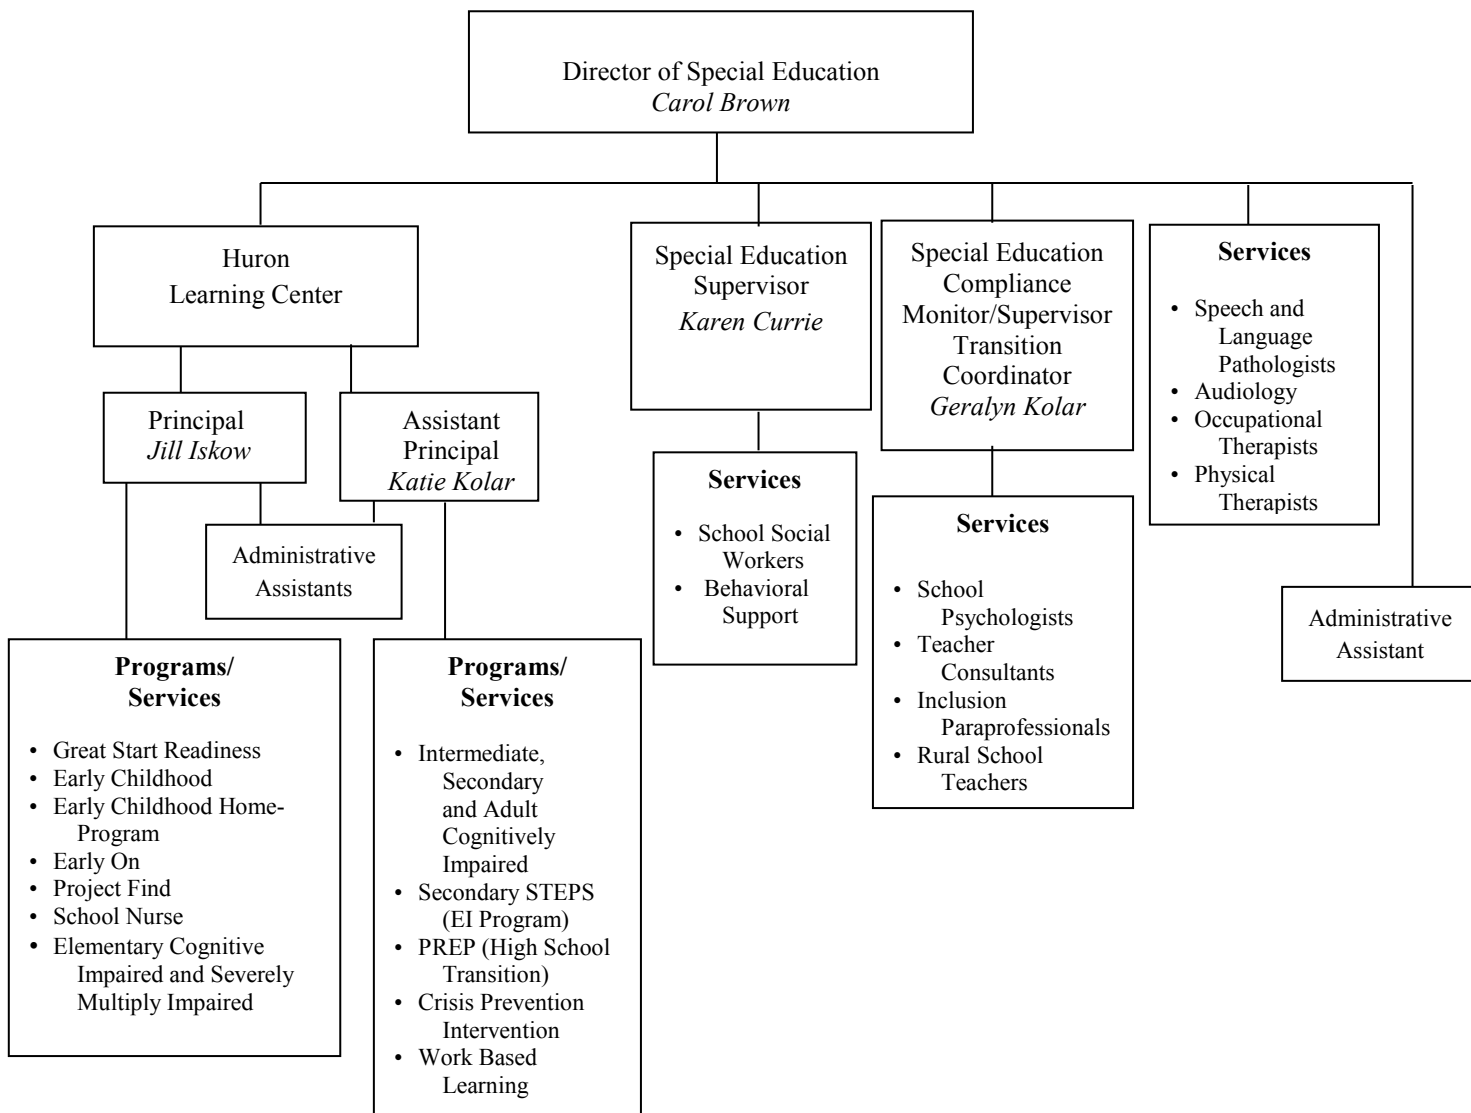 Director of Special Education
Carol Brown
Huron
Learning Center
Special Education
Supervisor
Karen Currie
Special Education
Compliance
Monitor/Supervisor
Transition
Coordinator
Geralyn Kolar
Services
• Speech and
Language
Pathologists
• Audiology
• Occupational
Therapists
• Physical
Therapists
Principal
Jill Iskow
Assistant
Principal
Katie Kolar
Administrative
Assistants
Services
• School Social
Workers
• Behavioral
Support
Services
• School
Psychologists
• Teacher
Consultants
• Inclusion
Paraprofessionals
• Rural School
Teachers
Administrative
Assistant
Programs/
Services
• Great Start Readiness
• Early Childhood
• Early Childhood Home-
Program
• Early On
• Project Find
• School Nurse
• Elementary Cognitive
Impaired and Severely
Multiply Impaired
Programs/
Services
• Intermediate,
Secondary
and Adult
Cognitively
Impaired
• Secondary STEPS
(EI Program)
• PREP (High School
Transition)
• Crisis Prevention
Intervention
• Work Based
Learning